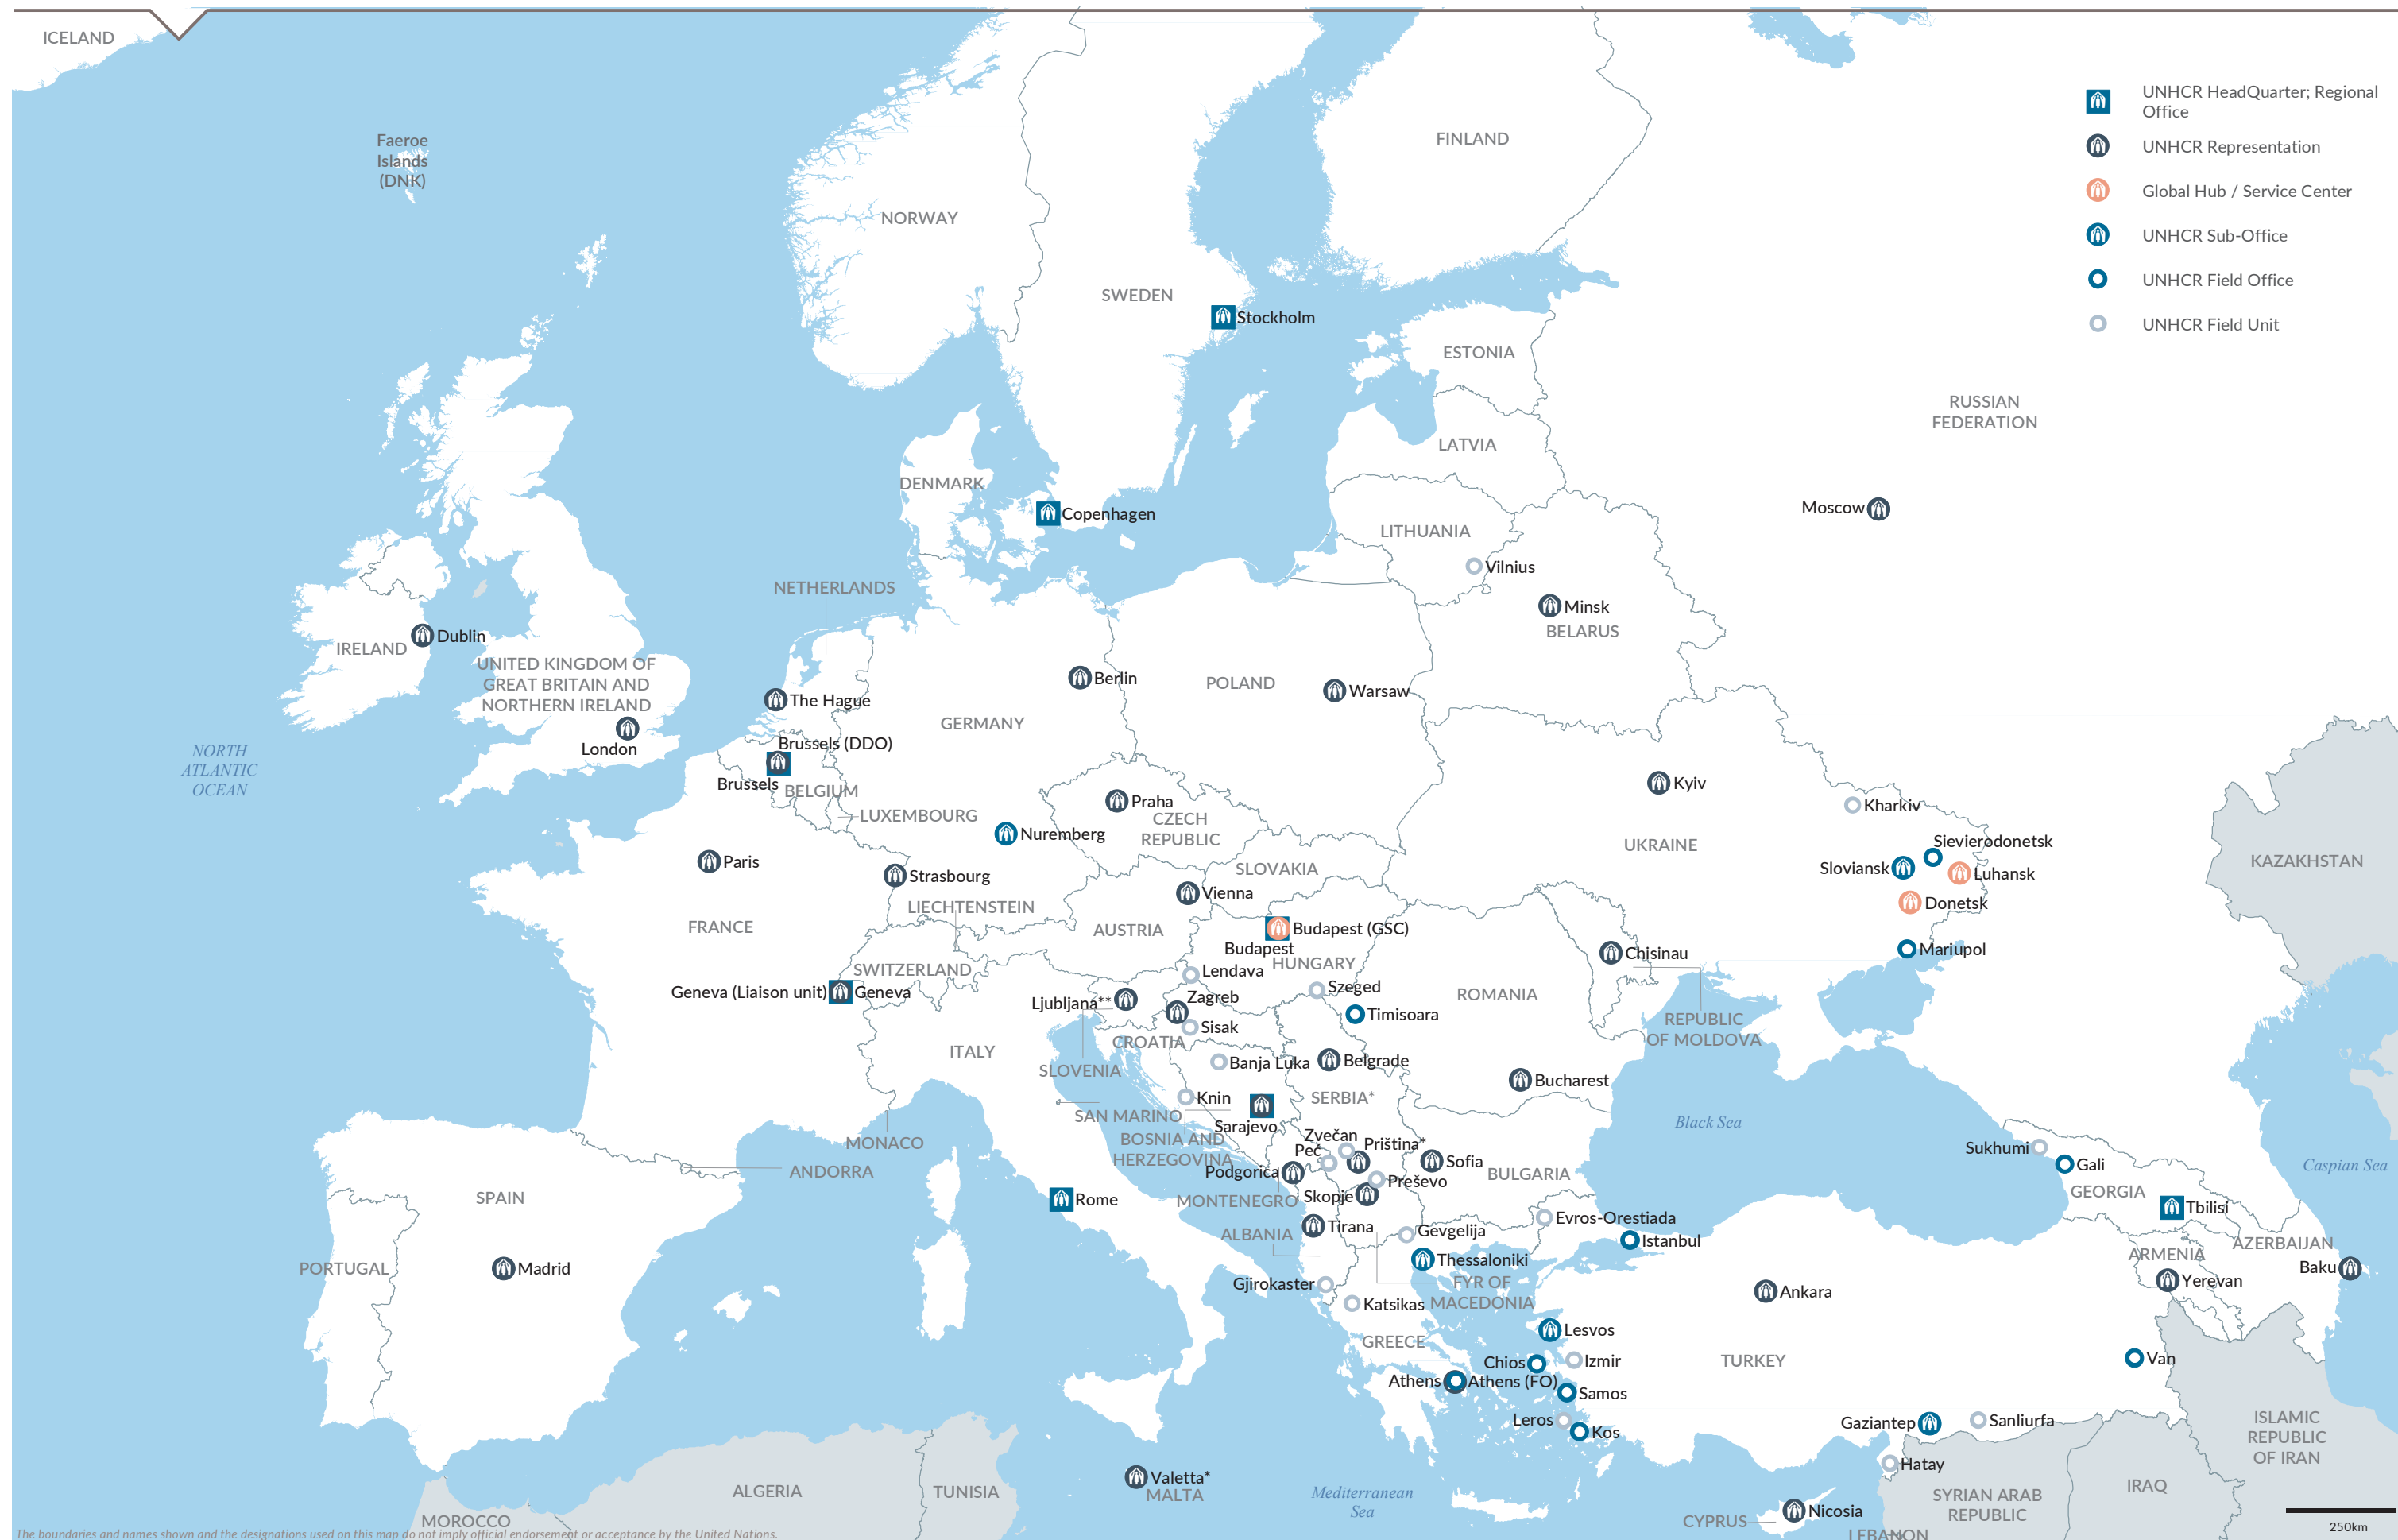 ICELAND
Faeroe
Islands
(DNK)
UNHCR HeadQuarter; Regional
Office
UNHCR Representation
Global Hub / Service Center
UNHCR Sub-Office
UNHCR Field Office
UNHCR Field Unit
FINLAND
NORWAY
SWEDEN
Stockholm
ESTONIA
RUSSIAN
FEDERATION
LATVIA
DENMARK
Copenhagen
Moscow
LITHUANIA
Vilnius
NETHERLANDS
Minsk
BELARUS
Dublin
IRELAND
UNITED KINGDOM OF
GREAT BRITAIN AND
NORTHERN IRELAND
London
Berlin
POLAND
Warsaw
The Hague
GERMANY
NORTH
ATLANTIC
OCEAN
Brussels (DDO)
Brussels
BELGIUM
LUXEMBOURG
Praha
CZECH
REPUBLIC
Nuremberg
Kyiv
Kharkiv
UKRAINE
Sievierodonetsk
Sloviansk
Luhansk
Donetsk
Mariupol
KAZAKHSTAN
Paris
Strasbourg
SLOVAKIA
Vienna
LIECHTENSTEIN
FRANCE
AUSTRIA
Budapest (GSC)
Budapest
HUNGARY
Chisinau
SWITZERLAND
Lendava
Geneva (Liaison unit)
Geneva
Ljubljana**
Zagreb
Szeged
ROMANIA
Timisoara
Sisak
REPUBLIC
OF MOLDOVA
CROATIA
ITALY
SLOVENIA
Banja Luka
Belgrade
Bucharest
Knin
SERBIA*
SAN MARINO
Sarajevo
BOSNIA AND
HERZEGOVINA
Black Sea
MONACO
ANDORRA
Zvečan
Priština*
Peč
Sofia
BULGARIA
Podgorica
Preševo
Skopje
MONTENEGRO
Sukhumi
Gali
GEORGIA
Caspian Sea
SPAIN
Rome
Tbilisi
Tirana
ALBANIA
Gevgelija
Evros-Orestiada
Istanbul
AZERBAIJAN
ARMENIA
Baku
Yerevan
PORTUGAL
Madrid
Thessaloniki
Gjirokaster
FYR OF
MACEDONIA
Katsikas
Ankara
Lesvos
GREECE
Chios
Izmir
TURKEY
Van
Athens
Athens (FO)
Samos
Leros
Kos
Gaziantep
Sanliurfa
ISLAMIC
REPUBLIC
OF IRAN
Hatay
Valetta*
MALTA
Mediterranean
Sea
ALGERIA
TUNISIA
MOROCCO
CYPRUS
Nicosia
SYRIAN ARAB
REPUBLIC
IRAQ
LEBANON
250km
The boundaries and names shown and the designations used on this map do not imply official endorsement or acceptance by the United Nations.